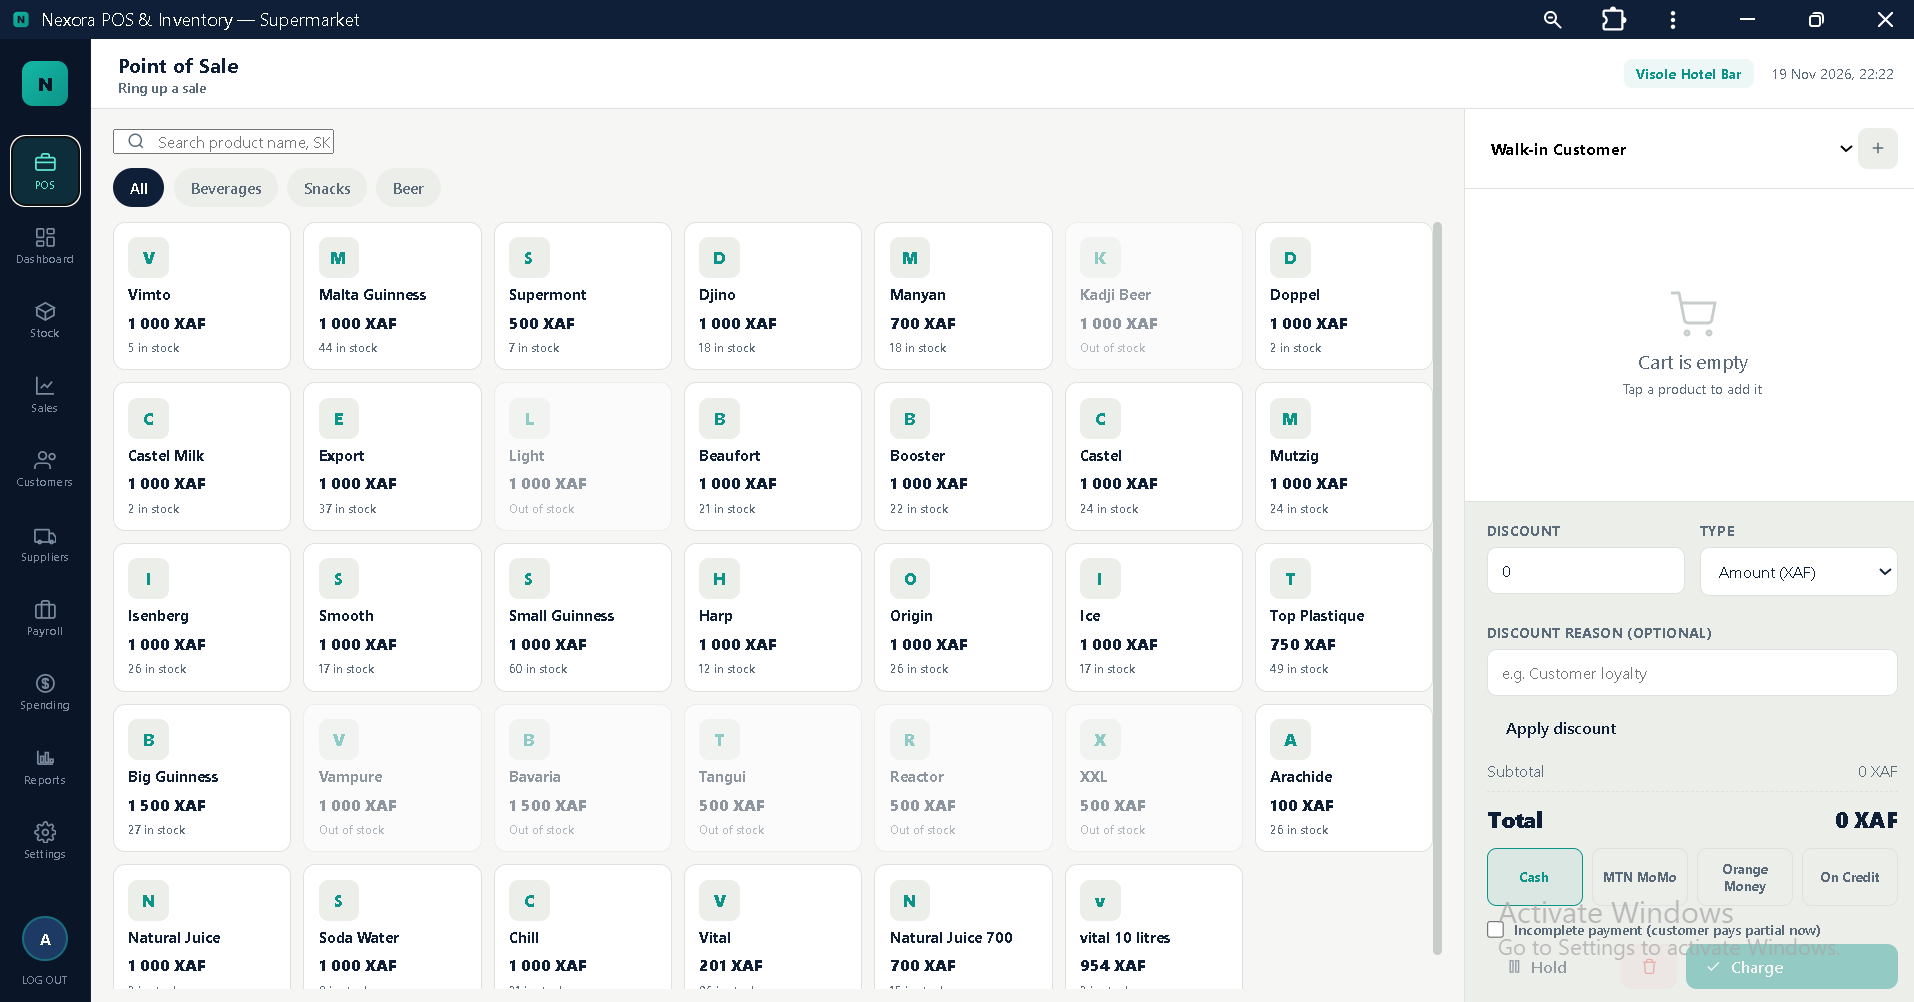 N Nexora POS & Inventory — Supermarket
N
POS
Dashboard
Stock
Sales
Customers
Suppliers
Payroll
Spending
Reports
Settings
A
LOG OUT
Point of Sale
Ring up a sale
Visole Hotel Bar
19 Nov 2026, 22:22
Search product name, SK
All
Beverages
Snacks
Beer
V
Vimto
1 000 XAF
5 in stock
M
Malta Guinness
1 000 XAF
44 in stock
S
Supermont
500 XAF
7 in stock
D
Djino
1 000 XAF
18 in stock
M
Manyan
700 XAF
18 in stock
K
Kadji Beer
1 000 XAF
Out of stock
D
Doppel
1 000 XAF
2 in stock
C
Castel Milk
1 000 XAF
2 in stock
E
Export
1 000 XAF
37 in stock
L
Light
1 000 XAF
Out of stock
B
Beaufort
1 000 XAF
21 in stock
B
Booster
1 000 XAF
22 in stock
C
Castel
1 000 XAF
24 in stock
M
Mutzig
1 000 XAF
24 in stock
I
Isenberg
1 000 XAF
26 in stock
S
Smooth
1 000 XAF
17 in stock
S
Small Guinness
1 000 XAF
60 in stock
H
Harp
1 000 XAF
12 in stock
O
Origin
1 000 XAF
26 in stock
I
Ice
1 000 XAF
17 in stock
T
Top Plastique
750 XAF
49 in stock
B
Big Guinness
1 500 XAF
27 in stock
V
Vampure
1 000 XAF
Out of stock
B
Bavaria
1 500 XAF
Out of stock
T
Tangui
500 XAF
Out of stock
R
Reactor
500 XAF
Out of stock
X
XXL
500 XAF
Out of stock
A
Arachide
100 XAF
26 in stock
N
Natural Juice
1 000 XAF
S
Soda Water
1 000 XAF
C
Chill
1 000 XAF
V
Vital
201 XAF
N
Natural Juice 700
700 XAF
v
vital 10 litres
954 XAF
Walk-in Customer
+
Cart is empty
Tap a product to add it
DISCOUNT
TYPE
0
Amount (XAF)
DISCOUNT REASON (OPTIONAL)
e.g. Customer loyalty
Apply discount
Subtotal 0 XAF
Total 0 XAF
Cash
MTN MoMo
Orange
Money
On Credit
Activate Windows
Incomplete payment (customer pays partial now)
Go to Settings to activate Windows.
Hold
Charge